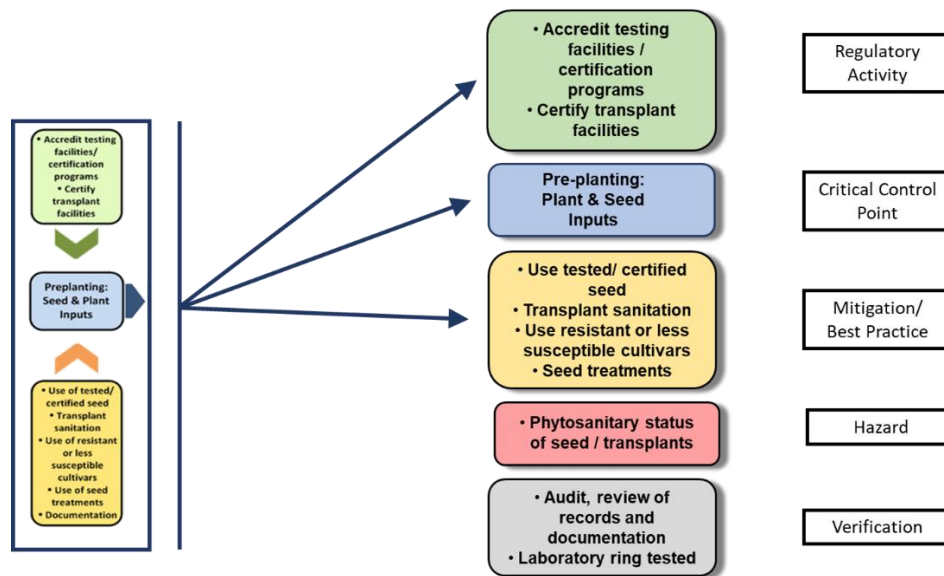 • Accredit testing
facilities/
certification
programs
• Certify
transplant
facilities
Preplanting:
Seed & Plant
Inputs
• Use of tested/
certified seed
• Transplant
sanitation
• Use of resistant
or less
susceptible
cultivars
• Use of seed
treatments
• Documentation
• Accredit testing
facilities /
certification
programs
• Certify transplant
facilities
Regulatory
Activity
Pre-planting:
Plant & Seed
Inputs
Critical Control
Point
• Use tested/ certified
seed
• Transplant sanitation
• Use resistant or less
susceptible cultivars
• Seed treatments
Mitigation/
Best Practice
• Phytosanitary status
of seed / transplants
Hazard
• Audit, review of
records and
documentation
• Laboratory ring tested
Verification